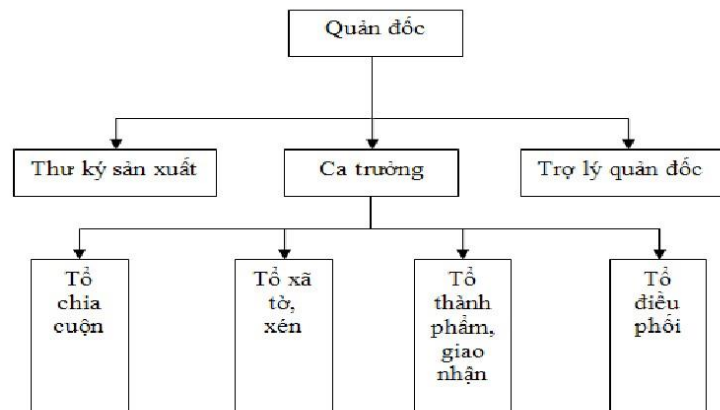 Quản đốc
Thư ký sản xuất
Ca trưởng
Trợ lý quản đốc
Tổ
chia
cuộn
Tổ xã
tờ,
xén
Tổ
thành
phẩm,
giao
nhận
Tổ
điều
phối